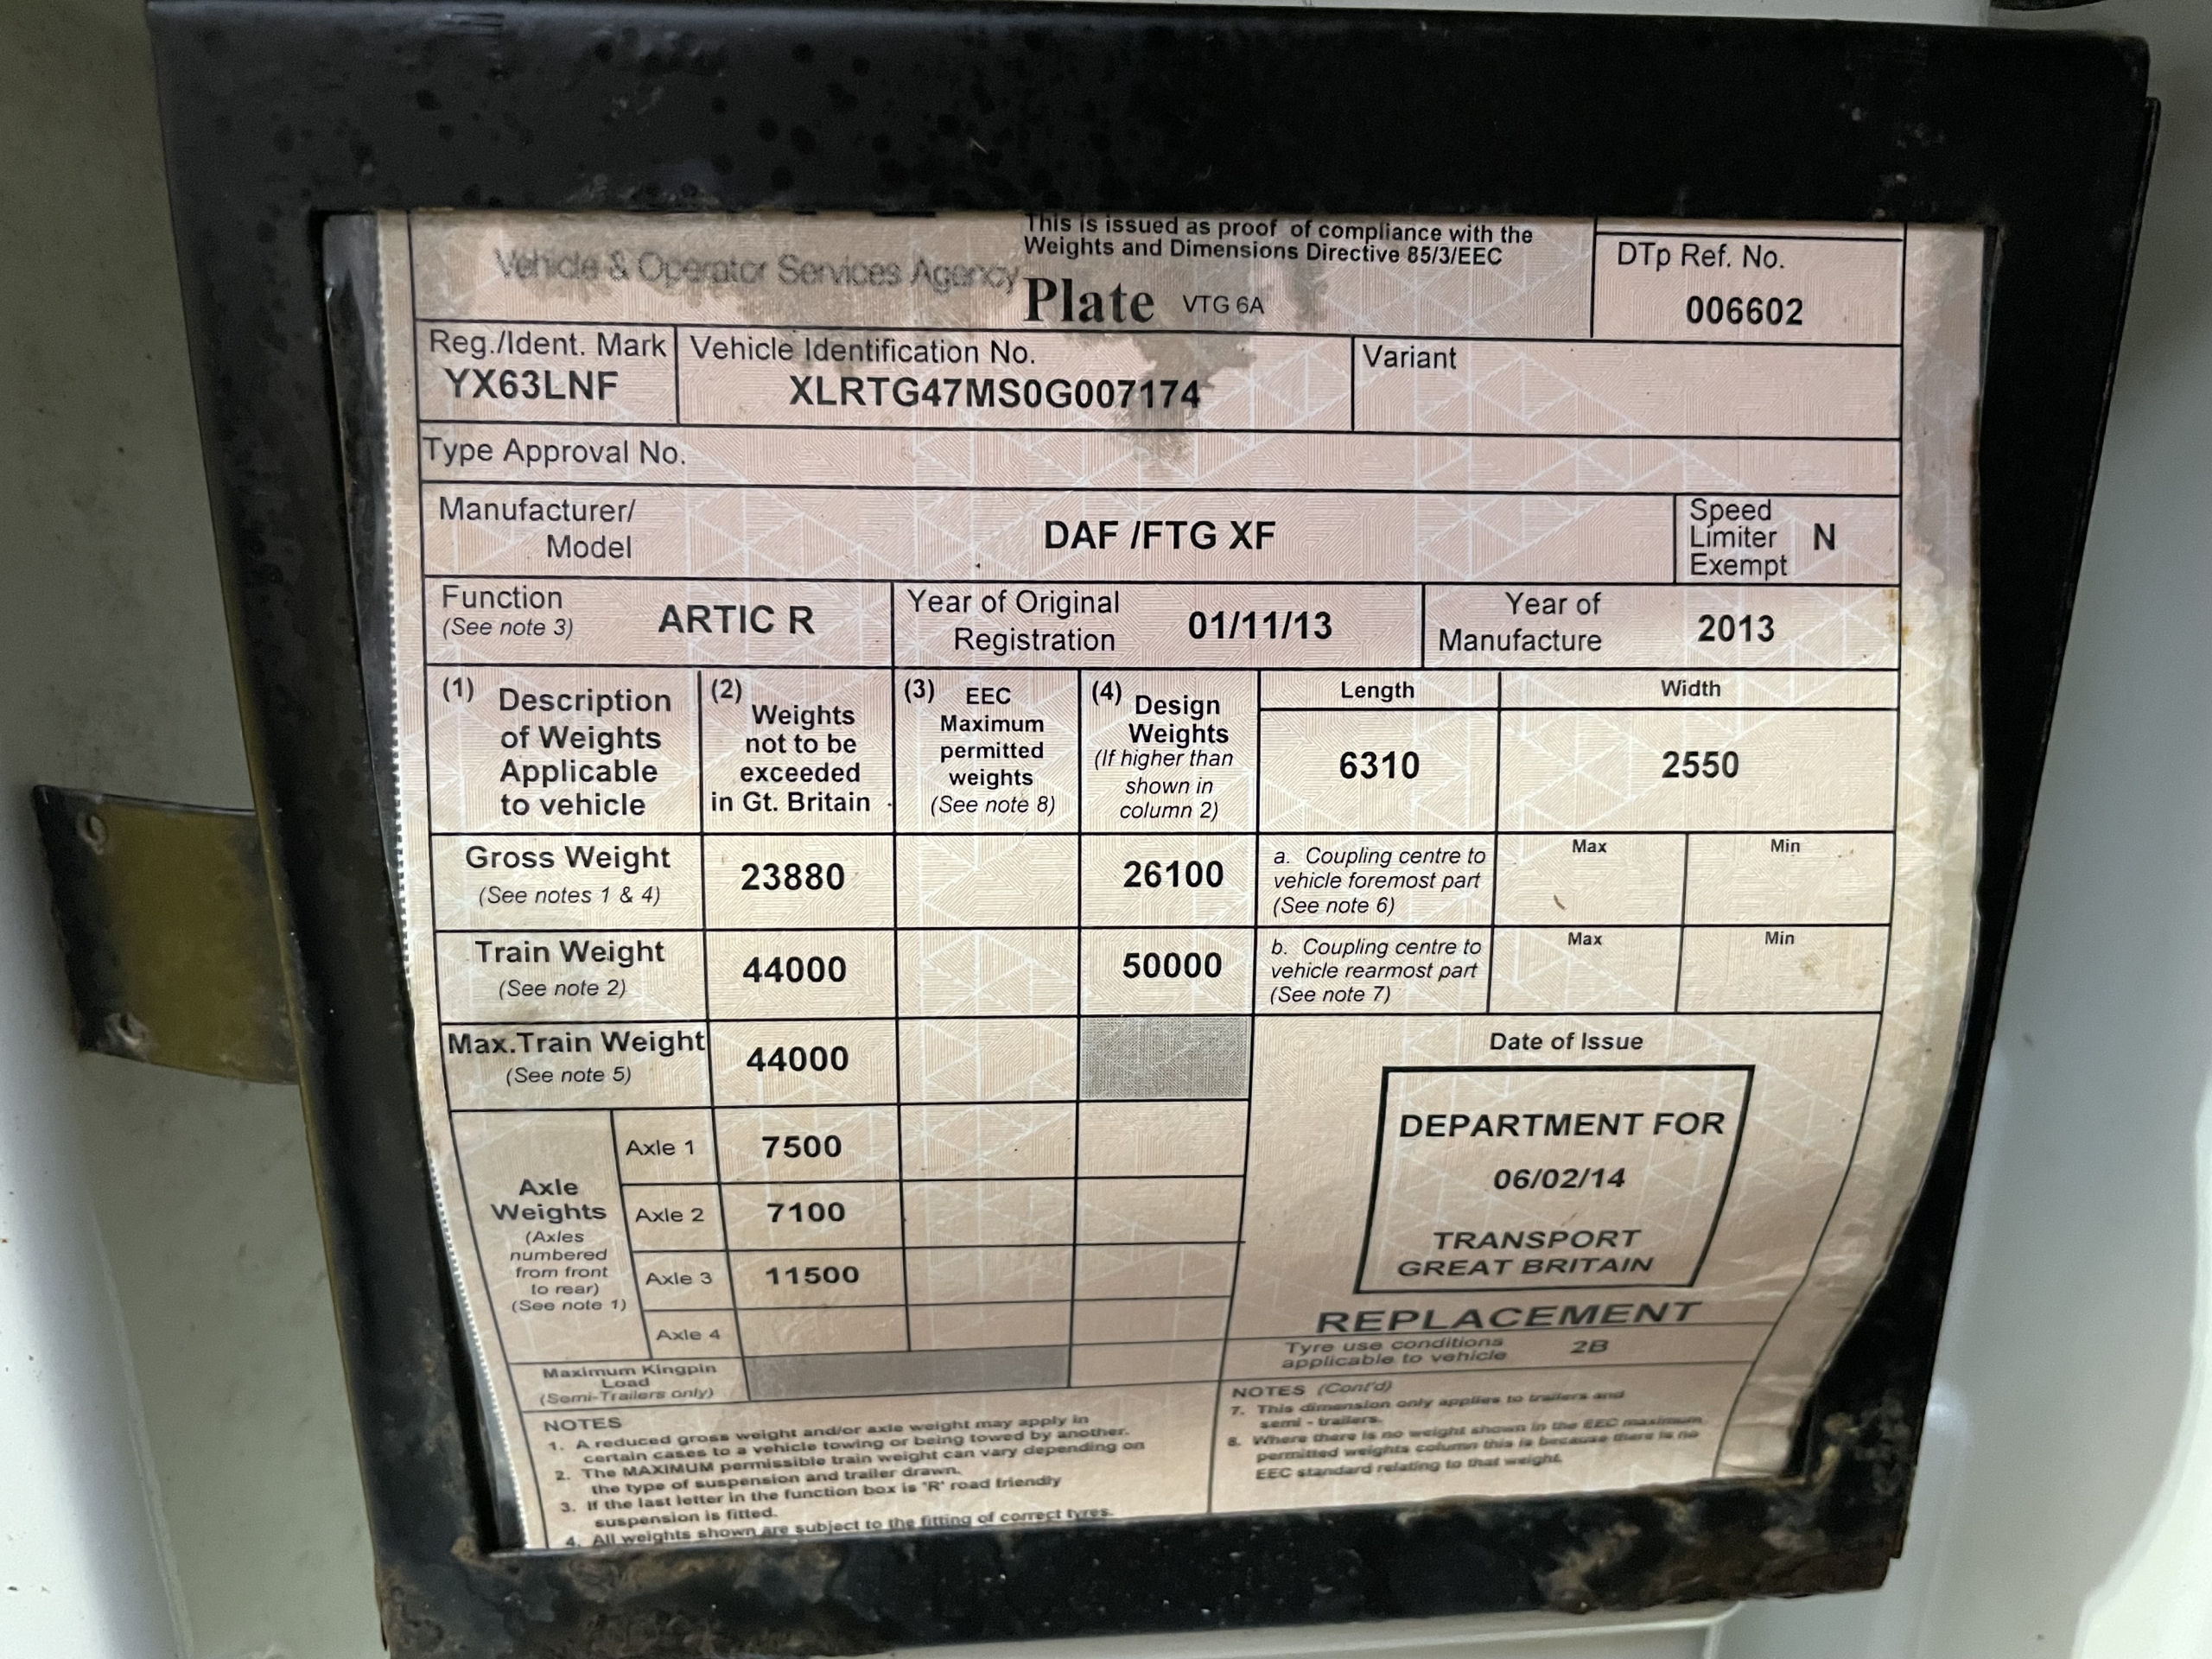 This is issued as proof of compliance with the
Weights and Dimensions Directive 85/3/EEC
Vehicle & Operator Services Agency
Plate VTG 6A
DTp Ref. No.
006602
Reg./Ident. Mark
YX63LNF
Vehicle Identification No.
XLRTG47MS0G007174
Variant
Type Approval No.
Manufacturer/
Model
DAF /FTG XF
Speed
Limiter
Exempt
N
Function
(See note 3)
ARTIC R
Year of Original
Registration
01/11/13
Year of
Manufacture
2013
(1) Description
of Weights
Applicable
to vehicle
(2) Weights
not to be
exceeded
in Gt. Britain
(3) EEC
Maximum
permitted
weights
(See note 8)
(4) Design
Weights
(If higher than
shown in
column 2)
Length
6310
Width
2550
Gross Weight
(See notes 1 & 4)
23880
26100
a. Coupling centre to
vehicle foremost part
(See note 6)
Max
Min
Train Weight
(See note 2)
44000
50000
b. Coupling centre to
vehicle rearmost part
(See note 7)
Max
Min
Max.Train Weight
(See note 5)
44000
Axle
Weights
(Axles
numbered
from front
to rear)
(See note 1)
Axle 1
7500
Axle 2
7100
Axle 3
11500
Axle 4
Maximum Kingpin
Load
(Semi-Trailers only)
Date of Issue
DEPARTMENT FOR
06/02/14
TRANSPORT
GREAT BRITAIN
REPLACEMENT
Tyre use conditions
applicable to vehicle
2B
NOTES
1. A reduced gross weight and/or axle weight may apply in
certain cases to a vehicle towing or being towed by another.
2. The MAXIMUM permissible train weight can vary depending on
the type of suspension and trailer drawn.
3. If the last letter in the function box is 'R' road friendly
suspension is fitted.
4. All weights shown are subject to the fitting of correct tyres.
NOTES (Cont'd)
7. This dimension only applies to trailers and
semi - trailers.
8. Where there is no weight shown in the EEC maximum
permitted weights column this is because there is no
EEC standard relating to that weight.